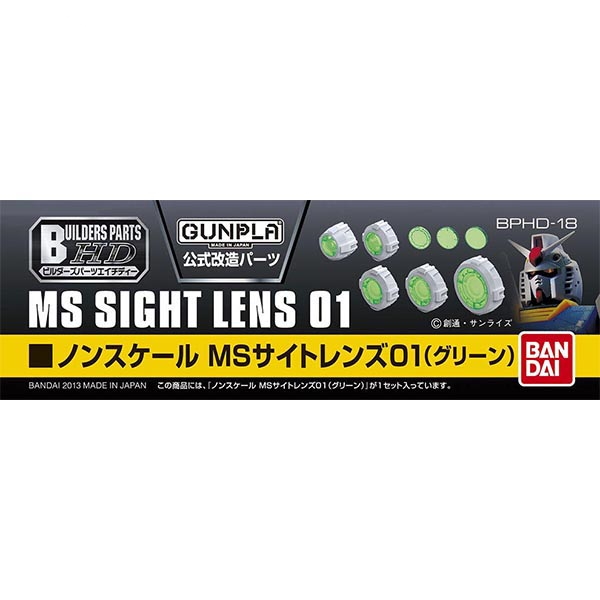 BUILDERS PARTS
HD
ビルダーズパーツエイチディー
GUNPLA
MADE IN JAPAN
公式改造パーツ
BPHD-18
MS SIGHT LENS 01
©創通・サンライズ
■ノンスケール MSサイトレンズ01(グリーン)
BAN
DAI
BANDAI 2013 MADE IN JAPAN この商品には、「ノンスケール MSサイトレンズ01(グリーン)」が1セット入っています。